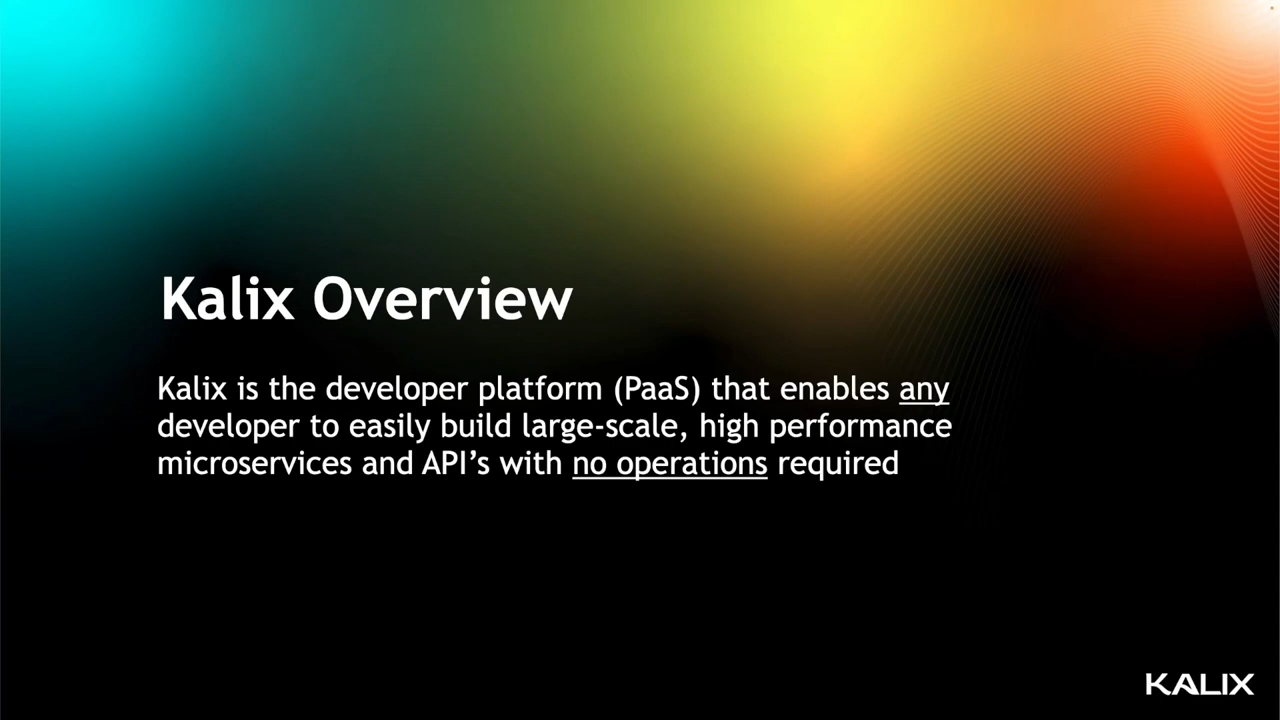 Kalix Overview
Kalix is the developer platform (PaaS) that enables any
developer to easily build large-scale, high performance
microservices and API’s with no operations required
KALIX